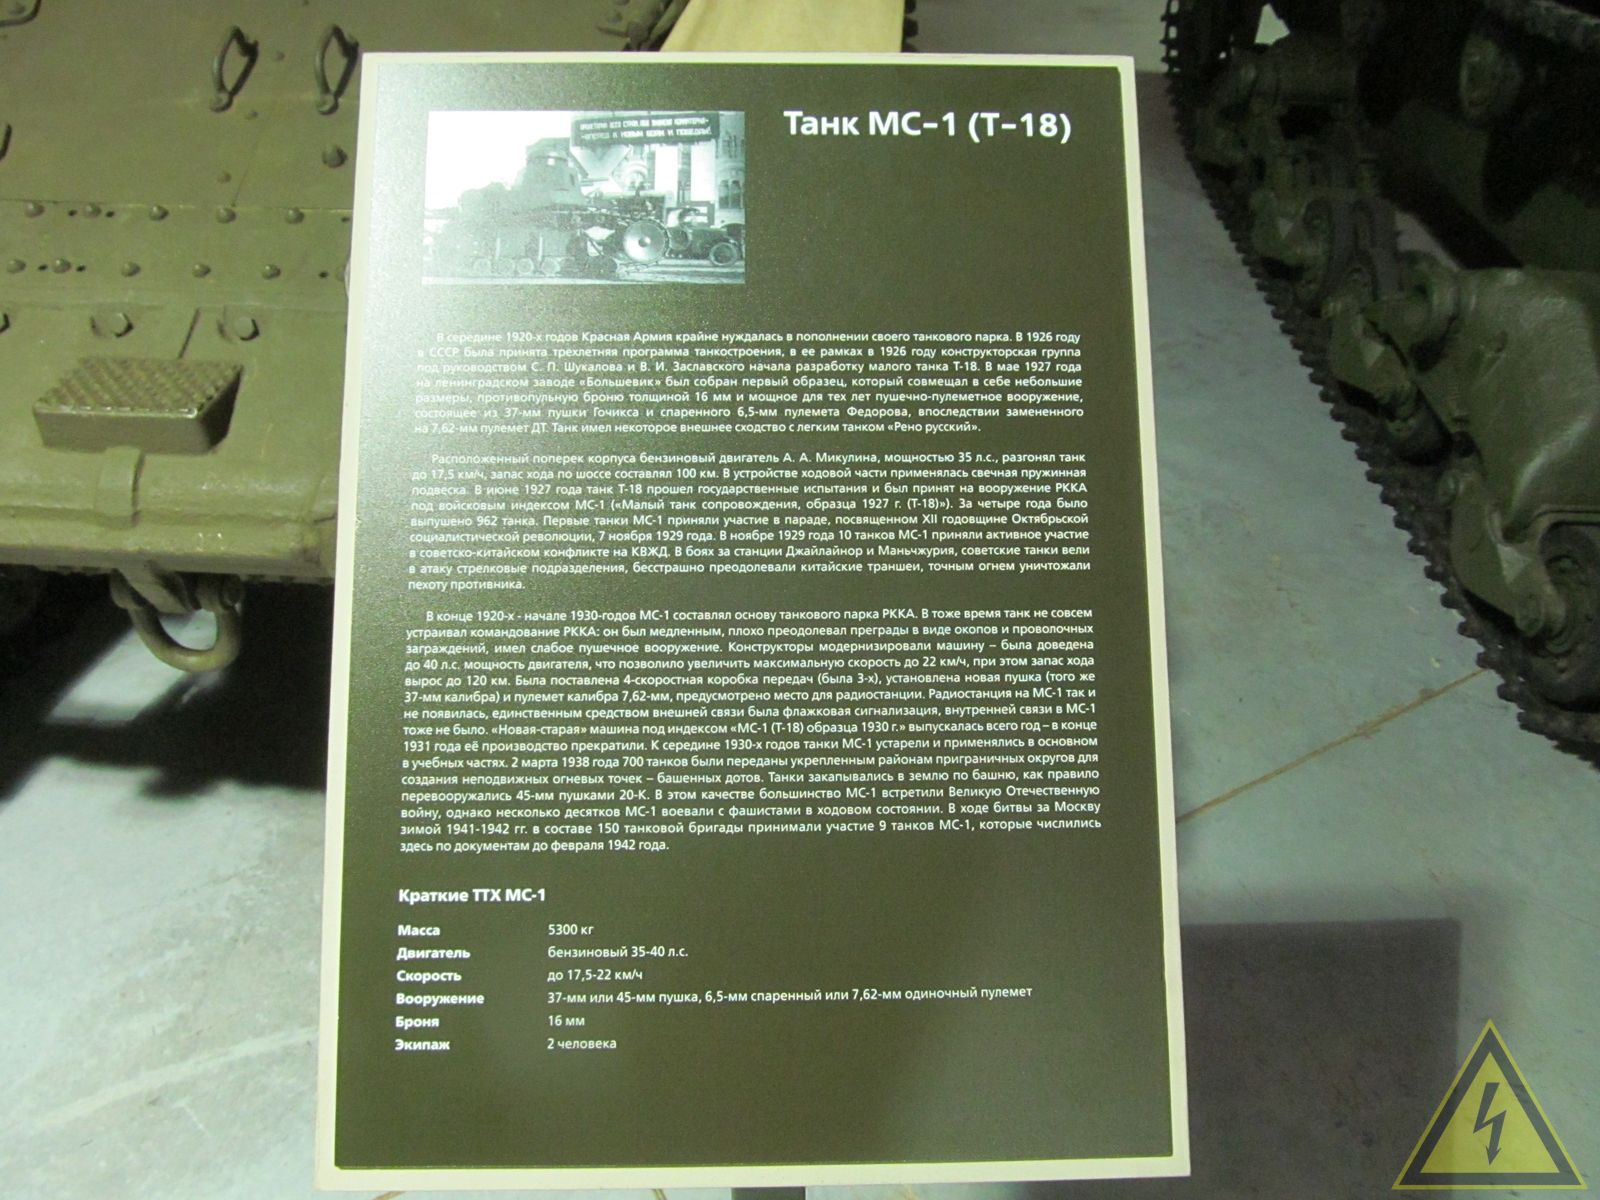 Танк МС-1 (Т-18)
В середине 1920-х годов Красная Армия крайне нуждалась в пополнении своего танкового парка. В 1926 году
в СССР была принята трехлетняя программа танкостроения, в ее рамках в 1926 году конструкторская группа
под руководством С. П. Шукалова и В. И. Заславского начала разработку малого танка Т-18. В мае 1927 года
на ленинградском заводе «Большевик» был собран первый образец, который совмещал в себе небольшие
размеры, противопульную броню толщиной 16 мм и мощное для тех лет пушечно-пулеметное вооружение,
состоящее из 37-мм пушки Гочкиса и спаренного 6,5-мм пулемета Федорова, впоследствии замененного
на 7,62-мм пулемет ДТ. Танк имел некоторое внешнее сходство с легким танком «Рено русский».
Расположенный поперек корпуса бензиновый двигатель А. А. Микулина, мощностью 35 л.с., разгонял танк
до 17,5 км/ч, запас хода по шоссе составлял 100 км. В устройстве ходовой части применялась свечная пружинная
подвеска. В июне 1927 года танк Т-18 прошел государственные испытания и был принят на вооружение РККА
под войсковым индексом МС-1 («Малый танк сопровождения, образца 1927 г. (Т-18)»). За четыре года было
выпушено 962 танка. Первые танки МС-1 приняли участие в параде, посвященном XII годовщине Октябрьской
социалистической революции, 7 ноября 1929 года. В ноябре 1929 года 10 танков МС-1 приняли активное участие
в советско-китайском конфликте на КВЖД. В боях за станции Джайлайнор и Маньчжурия, советские танки вели
в атаку стрелковые подразделения, бесстрашно преодолевали китайские траншеи, точным огнем уничтожали
пехоту противника.
В конце 1920-х - начале 1930-годов МС-1 составлял основу танкового парка РККА. В тоже время танк не совсем
устраивал командование РККА: он был медленным, плохо преодолевал преграды в виде окопов и проволочных
заграждений, имел слабое пушечное вооружение. Конструкторы модернизировали машину – была доведена
до 40 л.с. мощность двигателя, что позволило увеличить максимальную скорость до 22 км/ч, при этом запас хода
вырос до 120 км. Была поставлена 4-скоростная коробка передач (была 3-х), установлена новая пушка (того же
37-мм калибра) и пулемет калибра 7,62-мм, предусмотрено место для радиостанции. Радиостанция на МС-1 так и
не появилась, единственным средством внешней связи была флажковая сигнализация, внутренней связи в МС-1
тоже не было. «Новая-старая» машина под индексом «МС-1 (Т-18) образца 1930 г.» выпускалась всего год – в конце
1931 года её производство прекратили. К середине 1930-х годов танки МС-1 устарели и применялись в основном
в учебных частях. 2 марта 1938 года 700 танков были переданы укрепленным районам приграничных округов для
создания неподвижных огневых точек – башенных дотов. Танки закапывались в землю по башню, как правило
перевооружались 45-мм пушками 20-К. В этом качестве большинство МС-1 встретили Великую Отечественную
войну, однако несколько десятков МС-1 воевали с фашистами в ходовом состоянии. В ходе битвы за Москву
зимой 1941-1942 гг. в составе 150 танковой бригады принимали участие 9 танков МС-1, которые числились
здесь по документам до февраля 1942 года.
Краткие ТТХ МС-1
Масса 5300 кг
Двигатель бензиновый 35-40 л.с.
Скорость до 17,5-22 км/ч
Вооружение 37-мм или 45-мм пушка, 6,5-мм спаренный или 7,62-мм одиночный пулемет
Броня 16 мм
Экипаж 2 человека